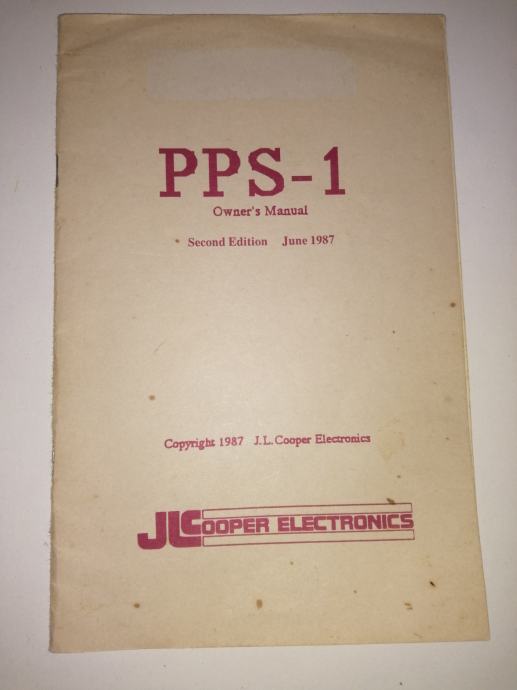 PPS-1
Owner's Manual
Second Edition June 1987
Copyright 1987 J.L.Cooper Electronics
JLCOOPER ELECTRONICS